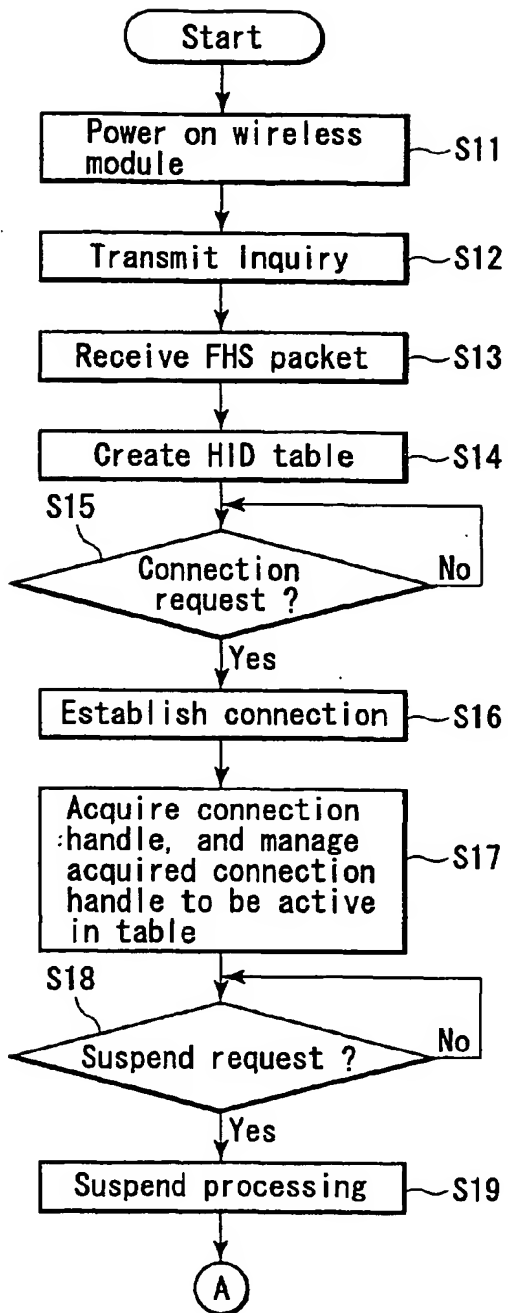 Start
Power on wireless
module
S11
Transmit Inquiry
S12
Receive FHS packet
S13
Create HID table
S14
S15
Connection
request ?
No
Yes
Establish connection
S16
Acquire connection
handle, and manage
acquired connection
handle to be active
in table
S17
S18
Suspend request ?
No
Yes
Suspend processing
S19
A